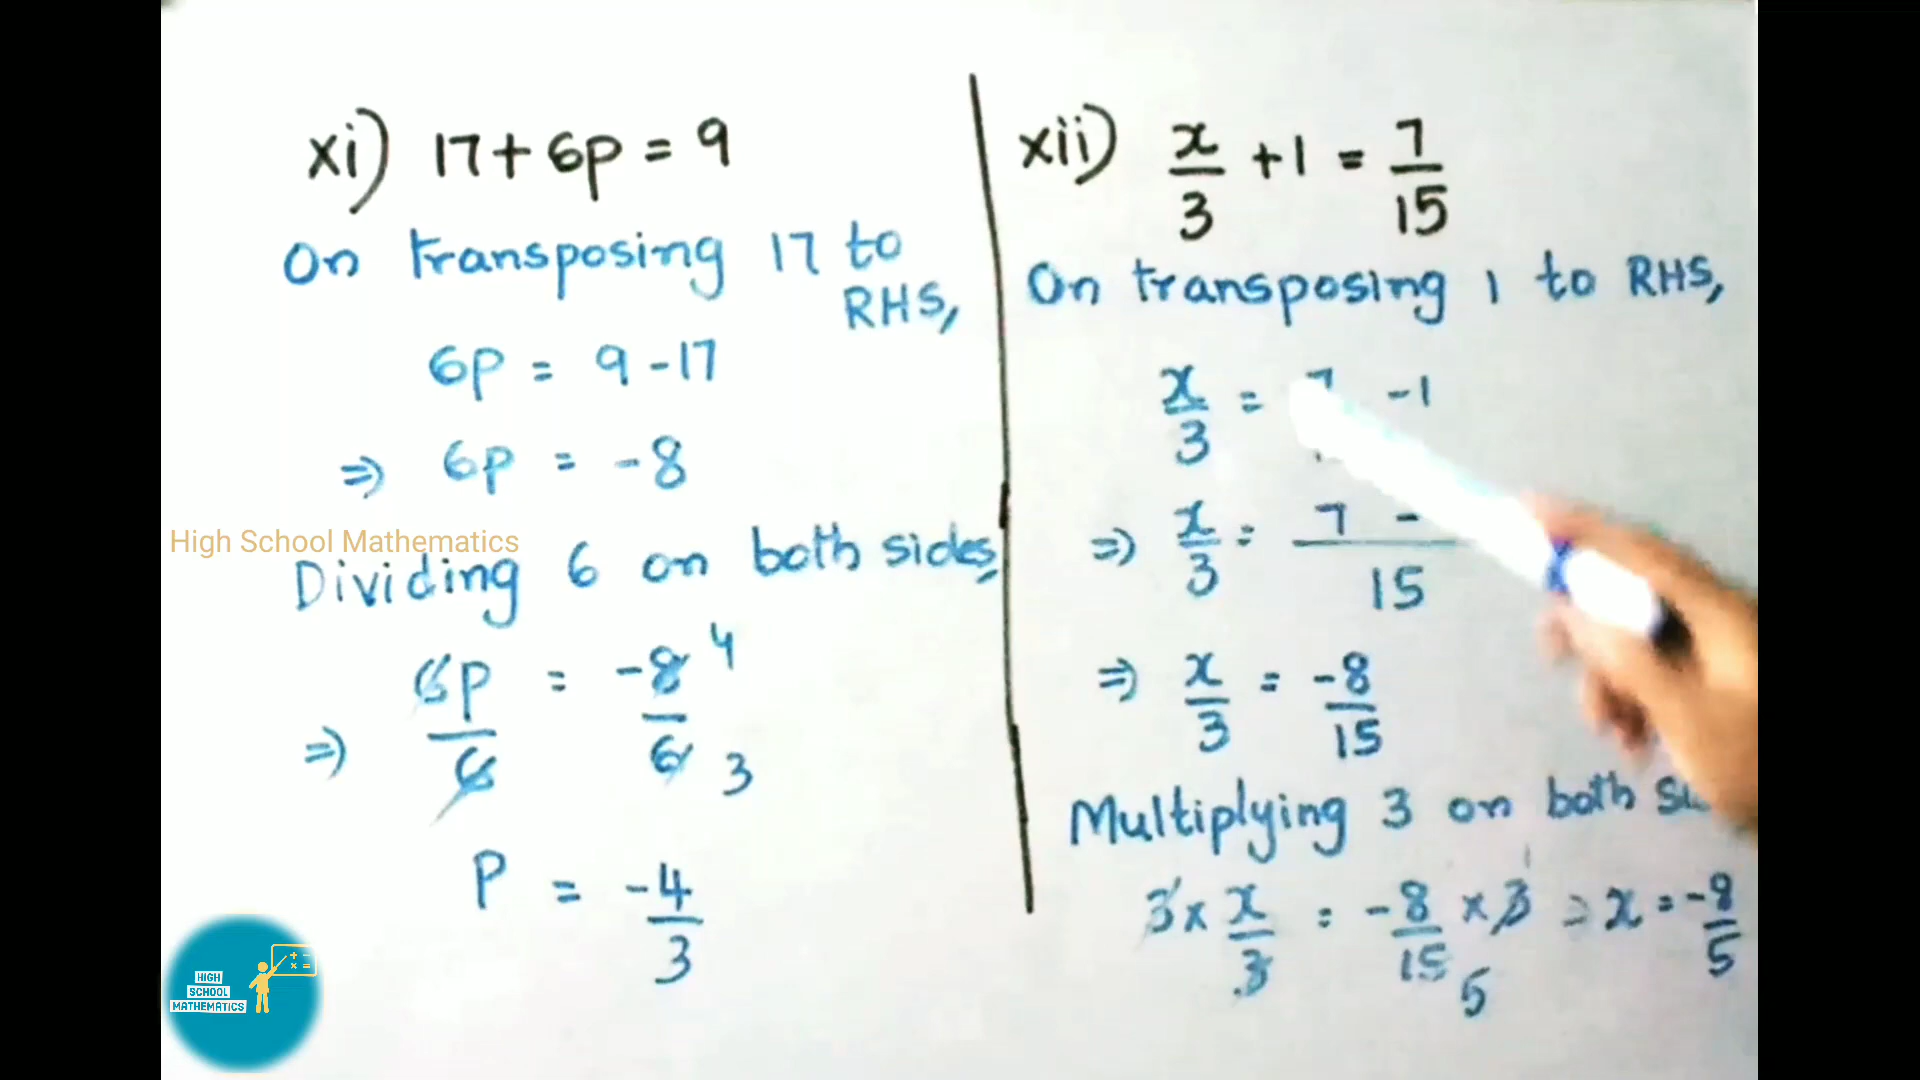 xi) 17 + 6p = 9
On transposing 17 to
RHS,
6p = 9 - 17
⇒ 6p = -8
Dividing 6 on both sides,
⇒ 6p/6 = -8/6 4 3
P = -4/3
xii) x/3 + 1 = 7/15
On transposing 1 to RHS,
x/3 = 7 -1
⇒ x/3 = 7 - / 15
⇒ x/3 = -8/15
Multiplying 3 on both
3 × x/3 = -8/15 × 3 1 5 ⇒ x = -8/5
High School Mathematics
HIGH
SCHOOL
MATHEMATICS